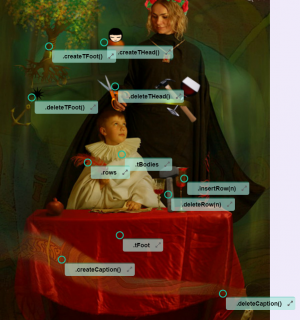 .createTHead()
.createTFoot()
.deleteTHead()
.deleteTFoot()
.tBodies
.rows
.insertRow(n)
.deleteRow(n)
.tFoot
.createCaption()
.deleteCaption()